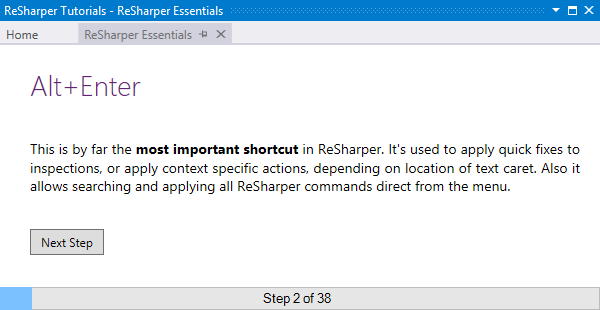 ReSharper Tutorials - ReSharper Essentials
Home ReSharper Essentials
Alt+Enter
This is by far the most important shortcut in ReSharper. It's used to apply quick fixes to
inspections, or apply context specific actions, depending on location of text caret. Also it
allows searching and applying all ReSharper commands direct from the menu.
Next Step
Step 2 of 38